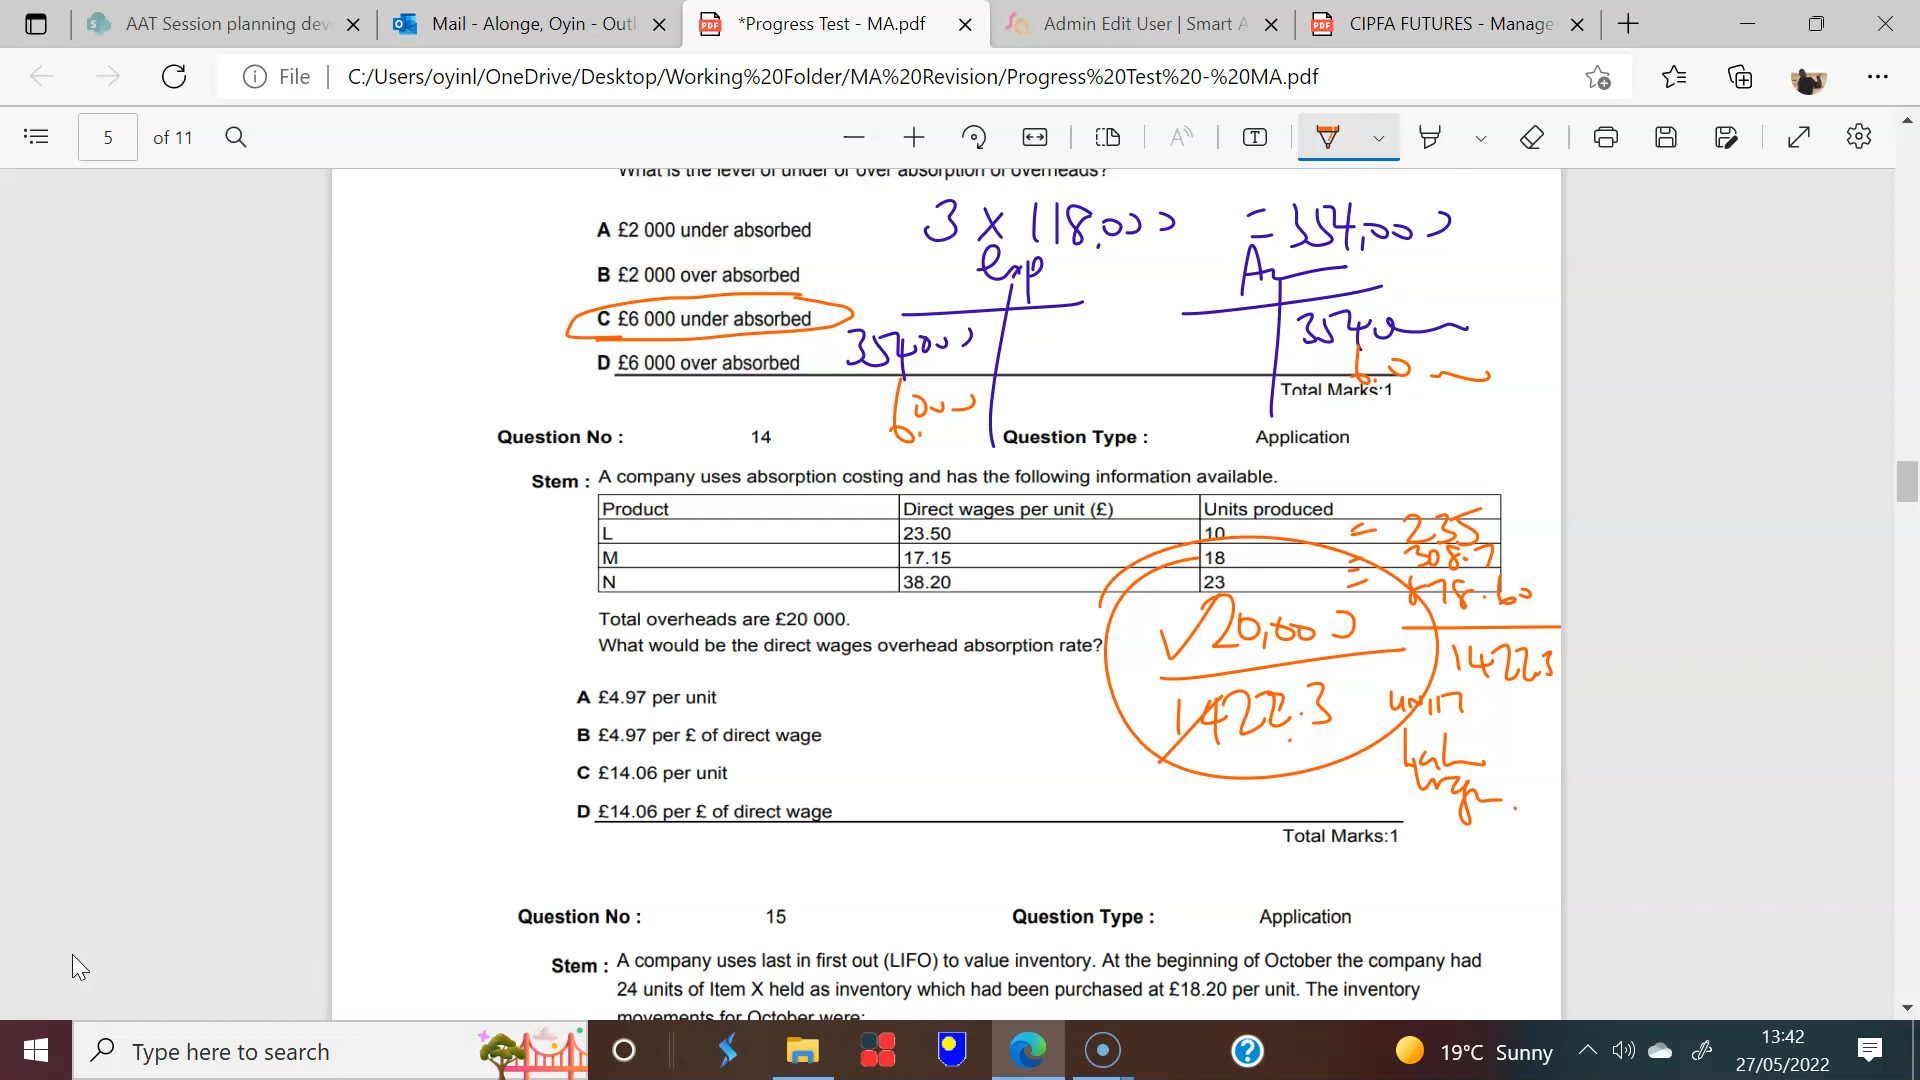 AAT Session planning dev
Mail - Alonge, Oyin - Outl
*Progress Test - MA.pdf
Admin Edit User | Smart A
CIPFA FUTURES - Manage
File
C:/Users/oyinl/OneDrive/Desktop/Working%20Folder/MA%20Revision/Progress%20Test%20-%20MA.pdf
5 of 11
What is the level of under or over absorption of overheads?
3 x 118,000 = 354,000
A £2 000 under absorbed
exp
B £2 000 over absorbed
C £6 000 under absorbed
354000
D £6 000 over absorbed
6.000
Total Marks:1
Question No : 14 Question Type : Application
Stem : A company uses absorption costing and has the following information available.
Product Direct wages per unit (£) Units produced
L 23.50 10 = 235
M 17.15 18 = 308.7
N 38.20 23 = 878.60
Total overheads are £20 000.
20,000
What would be the direct wages overhead absorption rate?
1422.3
1422.3
A £4.97 per unit
B £4.97 per £ of direct wage
C £14.06 per unit
D £14.06 per £ of direct wage
Total Marks:1
Question No : 15 Question Type : Application
Stem : A company uses last in first out (LIFO) to value inventory. At the beginning of October the company had
24 units of Item X held as inventory which had been purchased at £18.20 per unit. The inventory
movements for October were:
Type here to search
19°C Sunny
13:42
27/05/2022